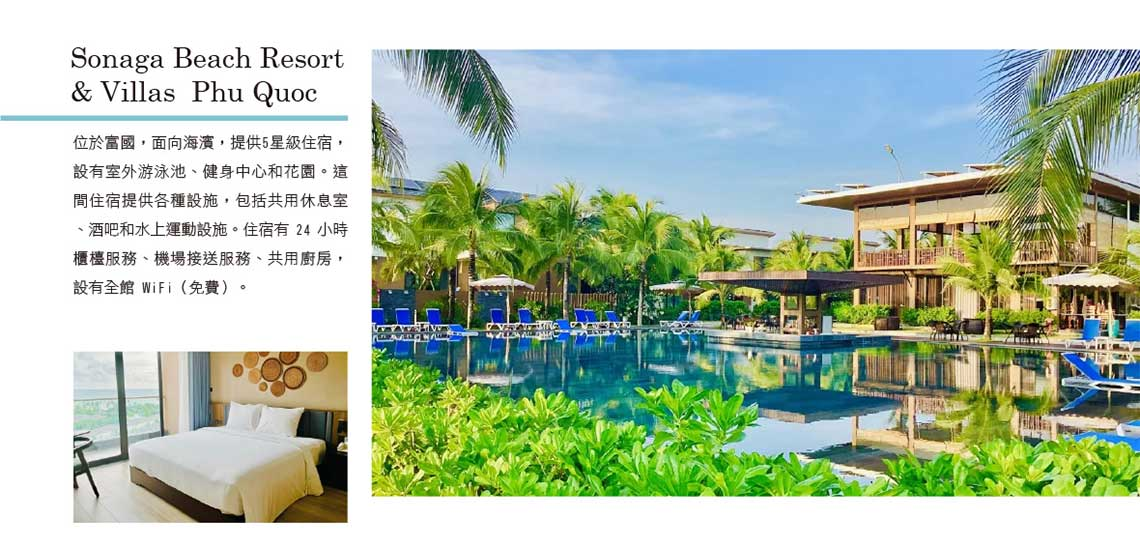 Sonaga Beach Resort
& Villas Phu Quoc
位於富國，面向海濱，提供5星級住宿，
設有室外游泳池、健身中心和花園。這
間住宿提供各種設施，包括共用休息室
、酒吧和水上運動設施。住宿有 24 小時
櫃檯服務、機場接送服務、共用廚房，
設有全館 WiFi（免費）。